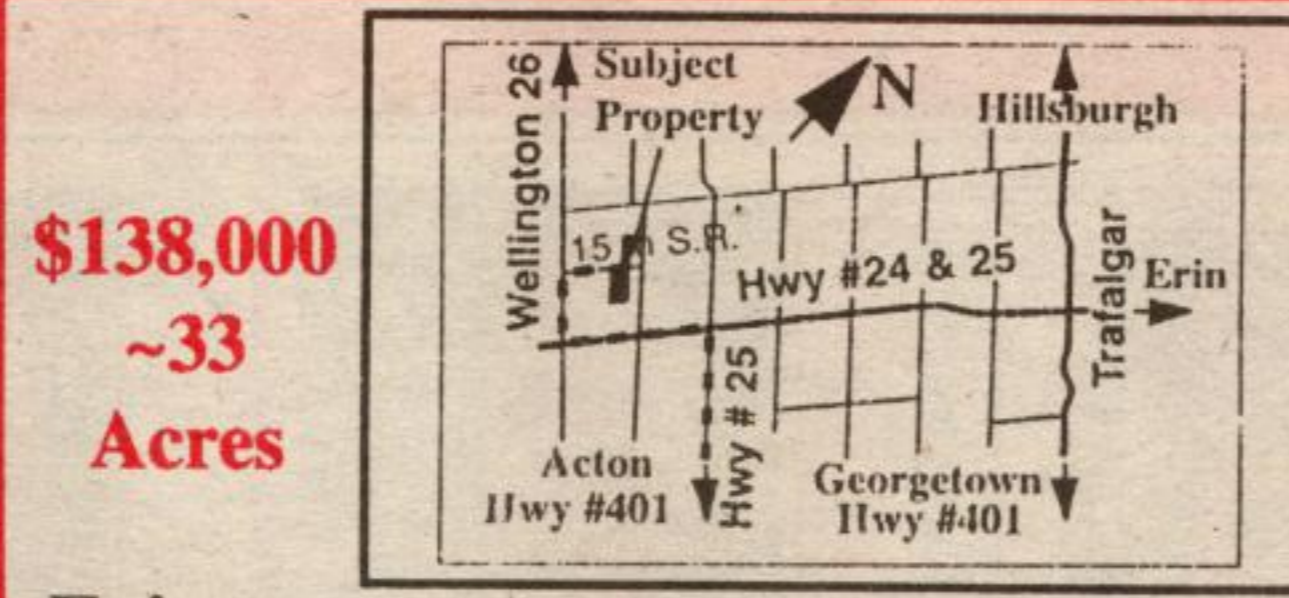 $138,000
~33
Acres
Wellington 26
Subject
Property
N
Hillsburgh
15 S.R.
Hwy #24 & 25
Trafalgar
Erin
Hwy # 25
Acton
Hwy #401
Georgetown
Hwy #401